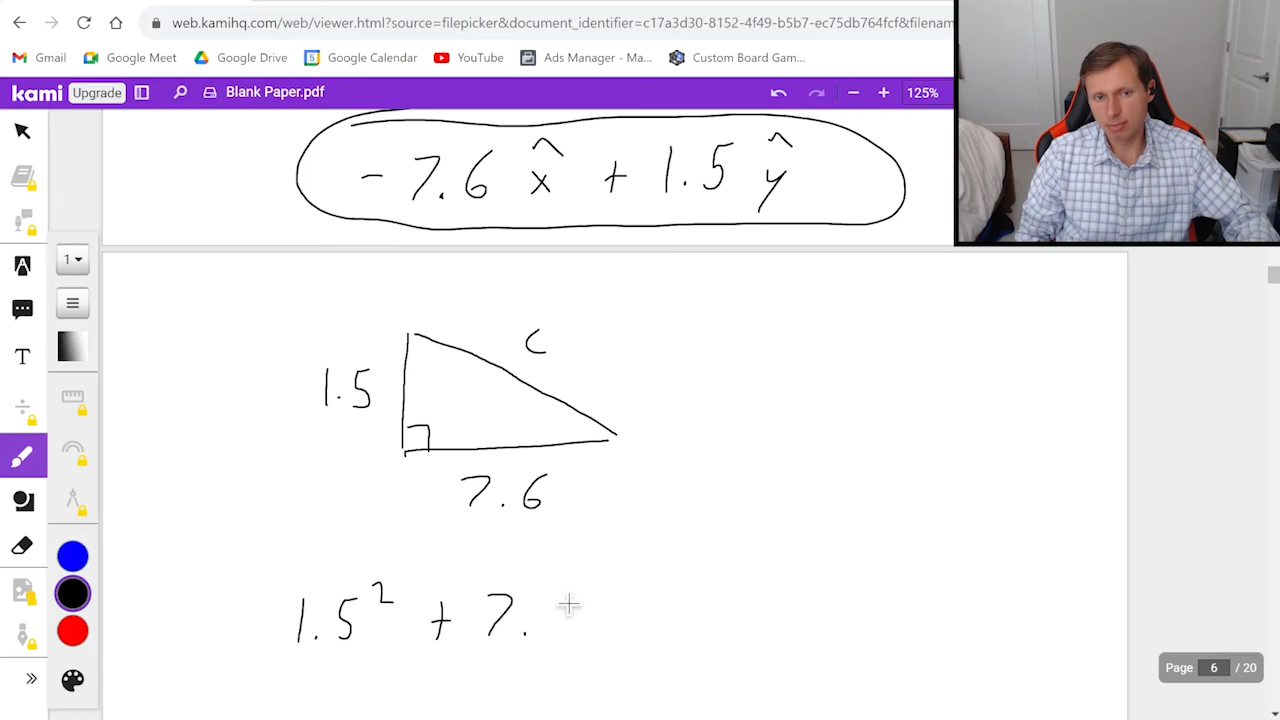 web.kamihq.com/web/viewer.html?source=filepicker&document_identifier=c17a3d30-8152-4f49-b5b7-ec75db764fcf&filenam
Gmail Google Meet Google Drive 5 Google Calendar YouTube Ads Manager - Ma... Custom Board Gam...
kami Upgrade Blank Paper.pdf 125%
- 7.6 x̂ + 1.5 ŷ
1
T
C
1.5
7.6
1.5² + 7.
Page 6 / 20